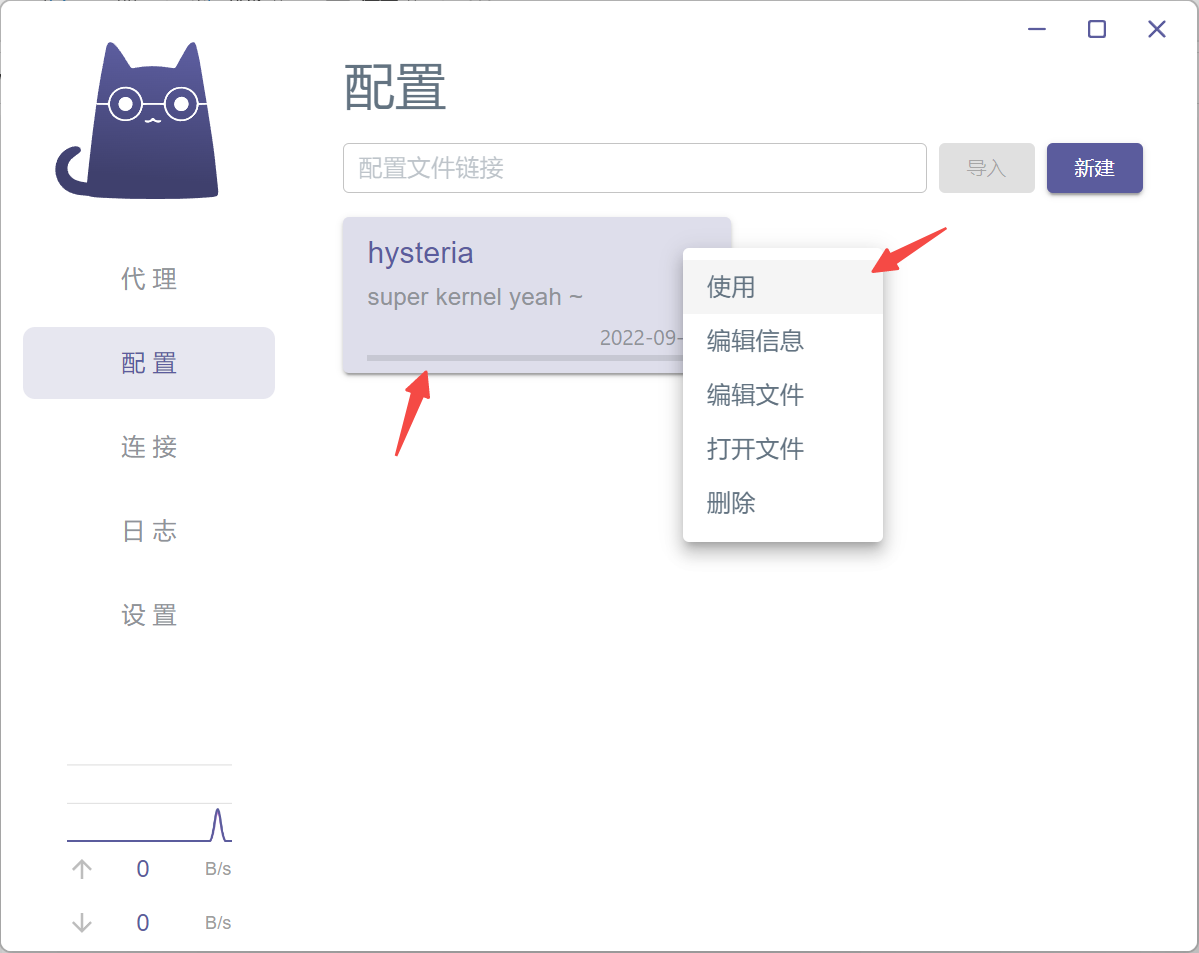 配置
配置文件链接
导入
新建
hysteria
super kernel yeah ~
2022-09-
使用
编辑信息
编辑文件
打开文件
删除
代理
配置
连接
日志
设置
0 B/s
0 B/s